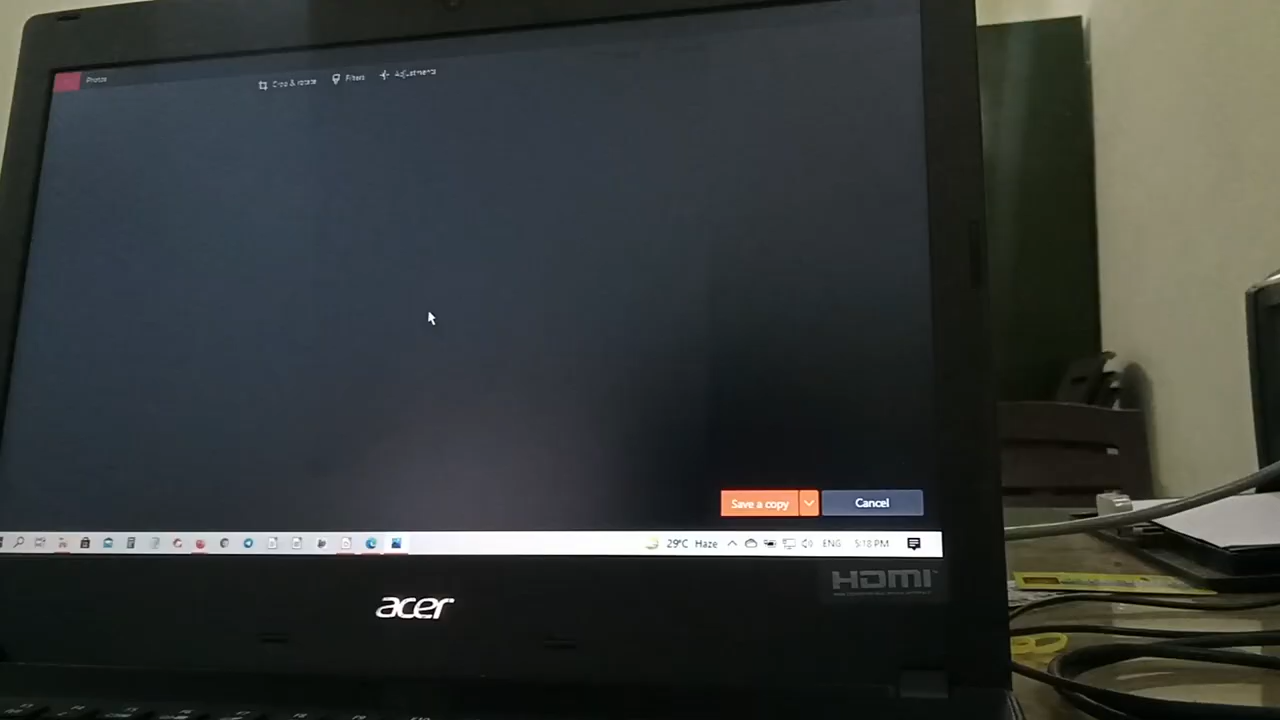 Photos
Crop & rotate Filters Adjustments
Save a copy Cancel
29°C Haze ENG 5:18 PM
HDMI
acer